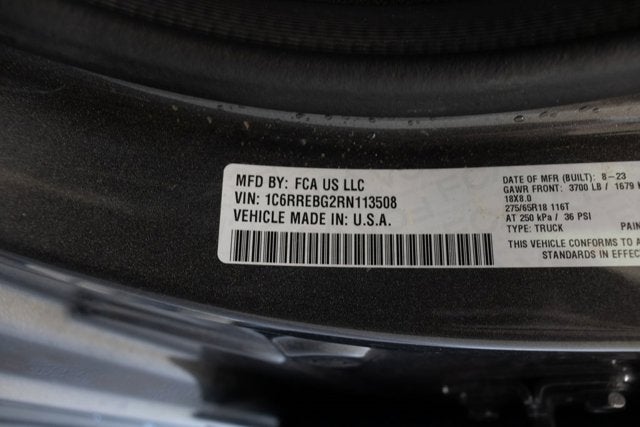 MFD BY: FCA US LLC
VIN: 1C6RREBG2RN113508
VEHICLE MADE IN U.S.A.
DATE OF MFR (BUILT): 8-23
GAWR FRONT: 3700 LB / 1679
18X8.0
275/65R18 116T
AT 250 kPa / 36 PSI
TYPE: TRUCK PAIN
THIS VEHICLE CONFORMS TO A
STANDARDS IN EFFEC